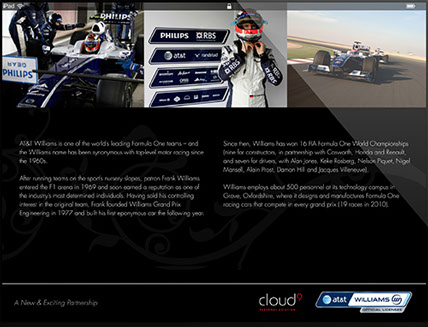 iPad
PHILIPS
PHILIPS
RBS
at&t
randstad
PHILIPS
RBS
AT&T Williams is one of the world's leading Formula One teams – and
the Williams name has been synonymous with top-level motor racing since
the 1960s.
After running teams on the sports nursery slopes, patron Frank Williams
entered the F1 arena in 1969 and soon earned a reputation as one of
the industry's most determined individuals. Having sold his controlling
interest in the original team, Frank founded Williams Grand Prix
Engineering in 1977 and built his first eponymous car the following year.
Since then, Williams has won 16 FIA Formula One World Championships
(nine for constructors, in partnership with Cosworth, Honda and Renault,
and seven for drivers, with Alan Jones, Keke Rosberg, Nelson Piquet, Nigel
Mansell, Alain Prost, Damon Hill and Jacques Villeneuve).
Williams employs about 500 personnel at its technology campus in
Grove, Oxfordshire, where it designs and manufactures Formula One
racing cars that compete in every grand prix (19 races in 2010).
A New & Exciting Partnership
cloud9
at&t WILLIAMS
OFFICIAL LICENSEE